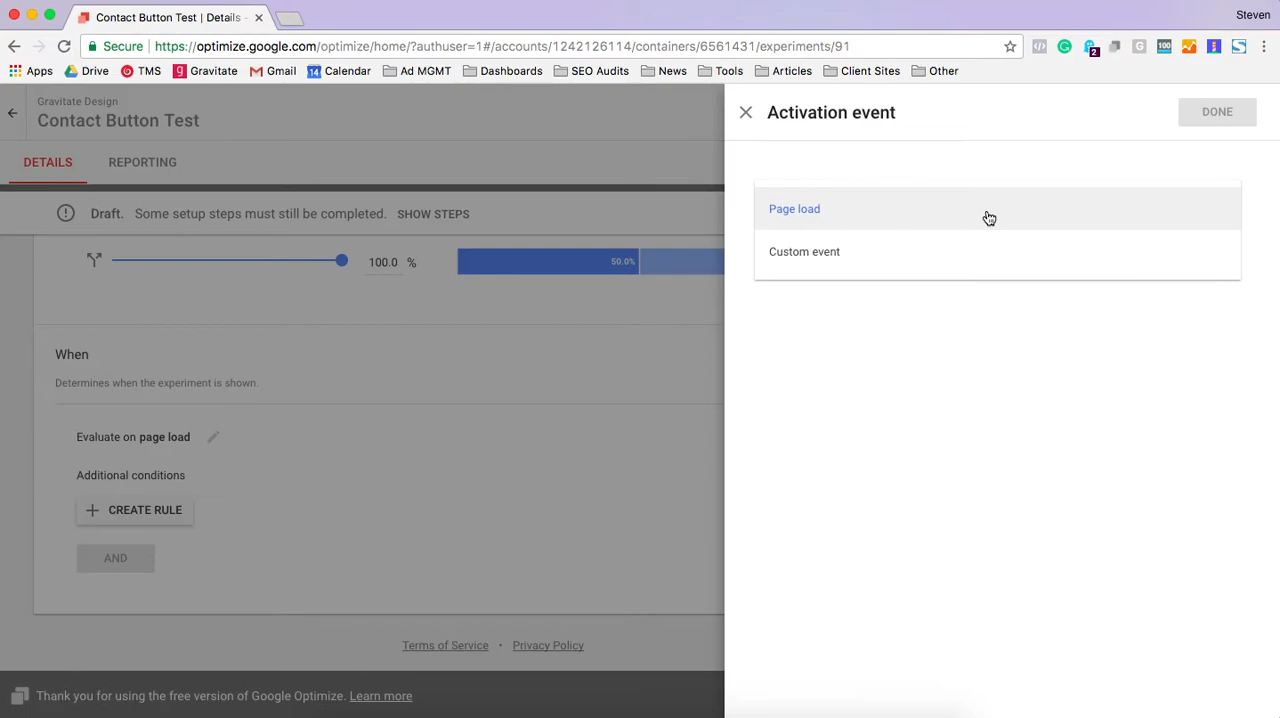 Contact Button Test | Details -
Steven
Secure | https://optimize.google.com/optimize/home/?authuser=1#/accounts/1242126114/containers/6561431/experiments/91
2
G
100
S
Apps Drive TMS Gravitate Gmail 14 Calendar Ad MGMT Dashboards SEO Audits News Tools Articles Client Sites Other
Gravitate Design
Contact Button Test
Activation event
DONE
DETAILS REPORTING
Draft. Some setup steps must still be completed. SHOW STEPS
Page load
Custom event
100.0 %
50.0%
When
Determines when the experiment is shown.
Evaluate on page load
Additional conditions
+ CREATE RULE
AND
Terms of Service • Privacy Policy
Thank you for using the free version of Google Optimize. Learn more